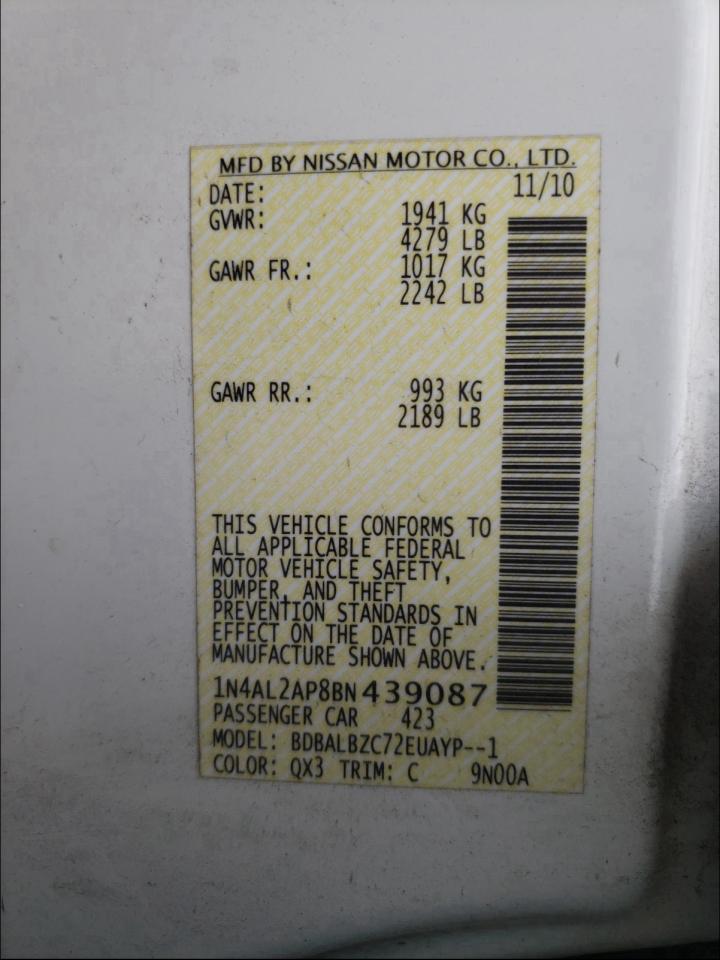 MFD BY NISSAN MOTOR CO., LTD.
DATE: 11/10
GVWR: 1941 KG
4279 LB
GAWR FR.: 1017 KG
2242 LB
GAWR RR.: 993 KG
2189 LB
THIS VEHICLE CONFORMS TO
ALL APPLICABLE FEDERAL
MOTOR VEHICLE SAFETY,
BUMPER, AND THEFT
PREVENTION STANDARDS IN
EFFECT ON THE DATE OF
MANUFACTURE SHOWN ABOVE.
1N4AL2AP8BN439087
PASSENGER CAR 423
MODEL: BDBALBZC72EUAYP--1
COLOR: QX3 TRIM: C 9N00A